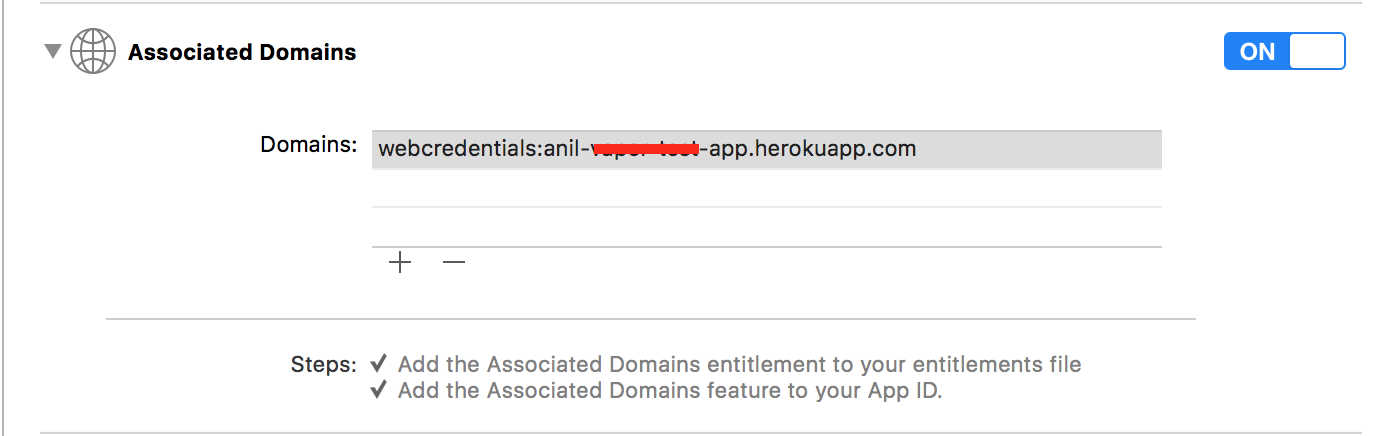 Associated Domains
ON
Domains:
webcredentials:anil- -app.herokuapp.com
Steps: ✓ Add the Associated Domains entitlement to your entitlements file
✓ Add the Associated Domains feature to your App ID.